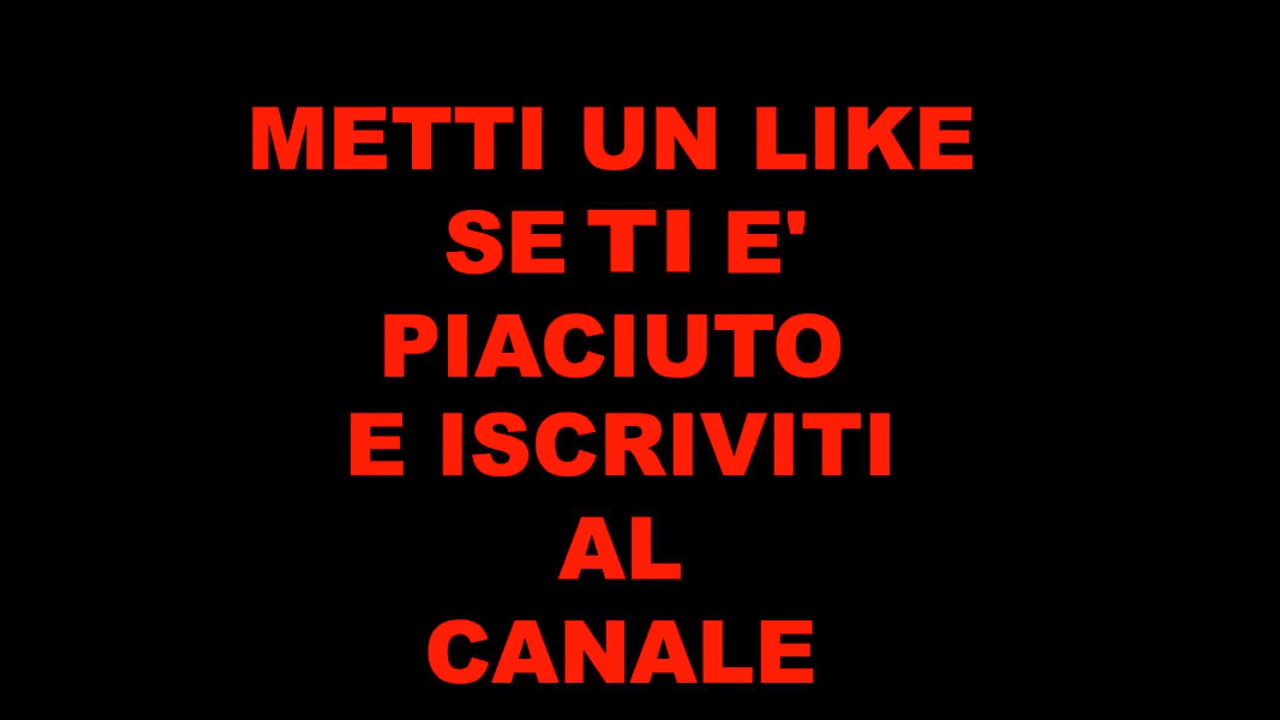 METTI UN LIKE
SE TI E'
PIACIUTO
E ISCRIVITI
AL
CANALE